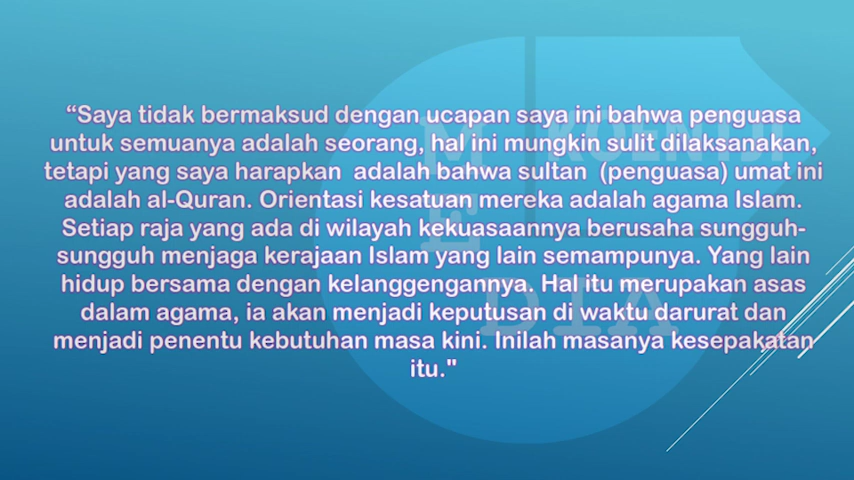 “Saya tidak bermaksud dengan ucapan saya ini bahwa penguasa
untuk semuanya adalah seorang, hal ini mungkin sulit dilaksanakan,
tetapi yang saya harapkan  adalah bahwa sultan  (penguasa) umat ini
adalah al-Quran. Orientasi kesatuan mereka adalah agama Islam.
Setiap raja yang ada di wilayah kekuasaannya berusaha sungguh-
sungguh menjaga kerajaan Islam yang lain semampunya. Yang lain
hidup bersama dengan kelanggengannya. Hal itu merupakan asas
dalam agama, ia akan menjadi keputusan di waktu darurat dan
menjadi penentu kebutuhan masa kini. Inilah masanya kesepakatan
itu."
KOENTJI
MEDIA